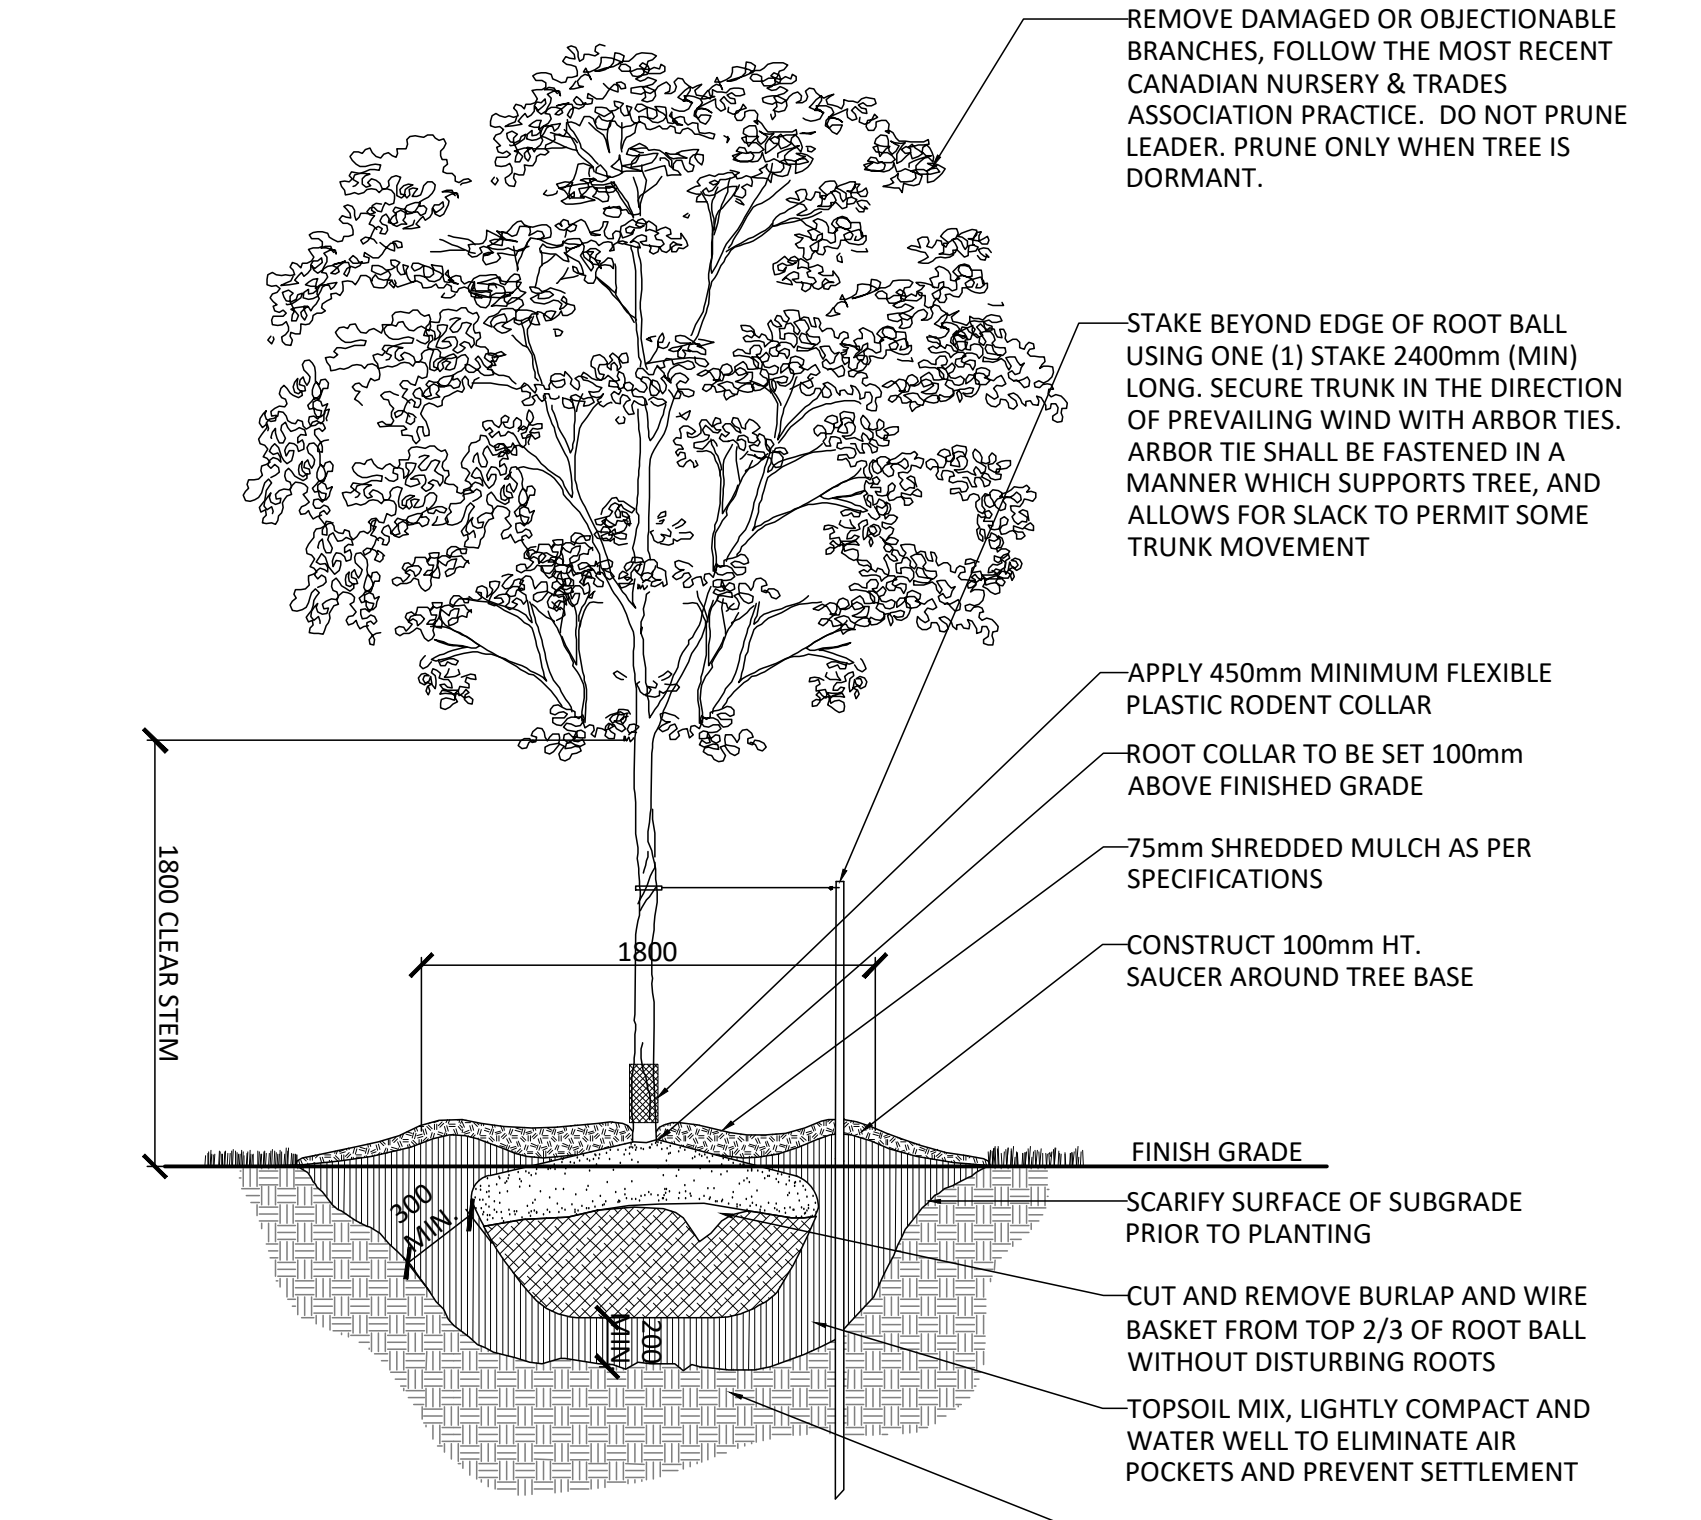 REMOVE DAMAGED OR OBJECTIONABLE
BRANCHES, FOLLOW THE MOST RECENT
CANADIAN NURSERY & TRADES
ASSOCIATION PRACTICE.  DO NOT PRUNE
LEADER. PRUNE ONLY WHEN TREE IS
DORMANT.
STAKE BEYOND EDGE OF ROOT BALL
USING ONE (1) STAKE 2400mm (MIN)
LONG. SECURE TRUNK IN THE DIRECTION
OF PREVAILING WIND WITH ARBOR TIES.
ARBOR TIE SHALL BE FASTENED IN A
MANNER WHICH SUPPORTS TREE, AND
ALLOWS FOR SLACK TO PERMIT SOME
TRUNK MOVEMENT
APPLY 450mm MINIMUM FLEXIBLE
PLASTIC RODENT COLLAR
ROOT COLLAR TO BE SET 100mm
ABOVE FINISHED GRADE
75mm SHREDDED MULCH AS PER
SPECIFICATIONS
CONSTRUCT 100mm HT.
SAUCER AROUND TREE BASE
1800 CLEAR STEM
1800
FINISH GRADE
SCARIFY SURFACE OF SUBGRADE
PRIOR TO PLANTING
300
MIN.
CUT AND REMOVE BURLAP AND WIRE
BASKET FROM TOP 2/3 OF ROOT BALL
WITHOUT DISTURBING ROOTS
200
MIN
TOPSOIL MIX, LIGHTLY COMPACT AND
WATER WELL TO ELIMINATE AIR
POCKETS AND PREVENT SETTLEMENT